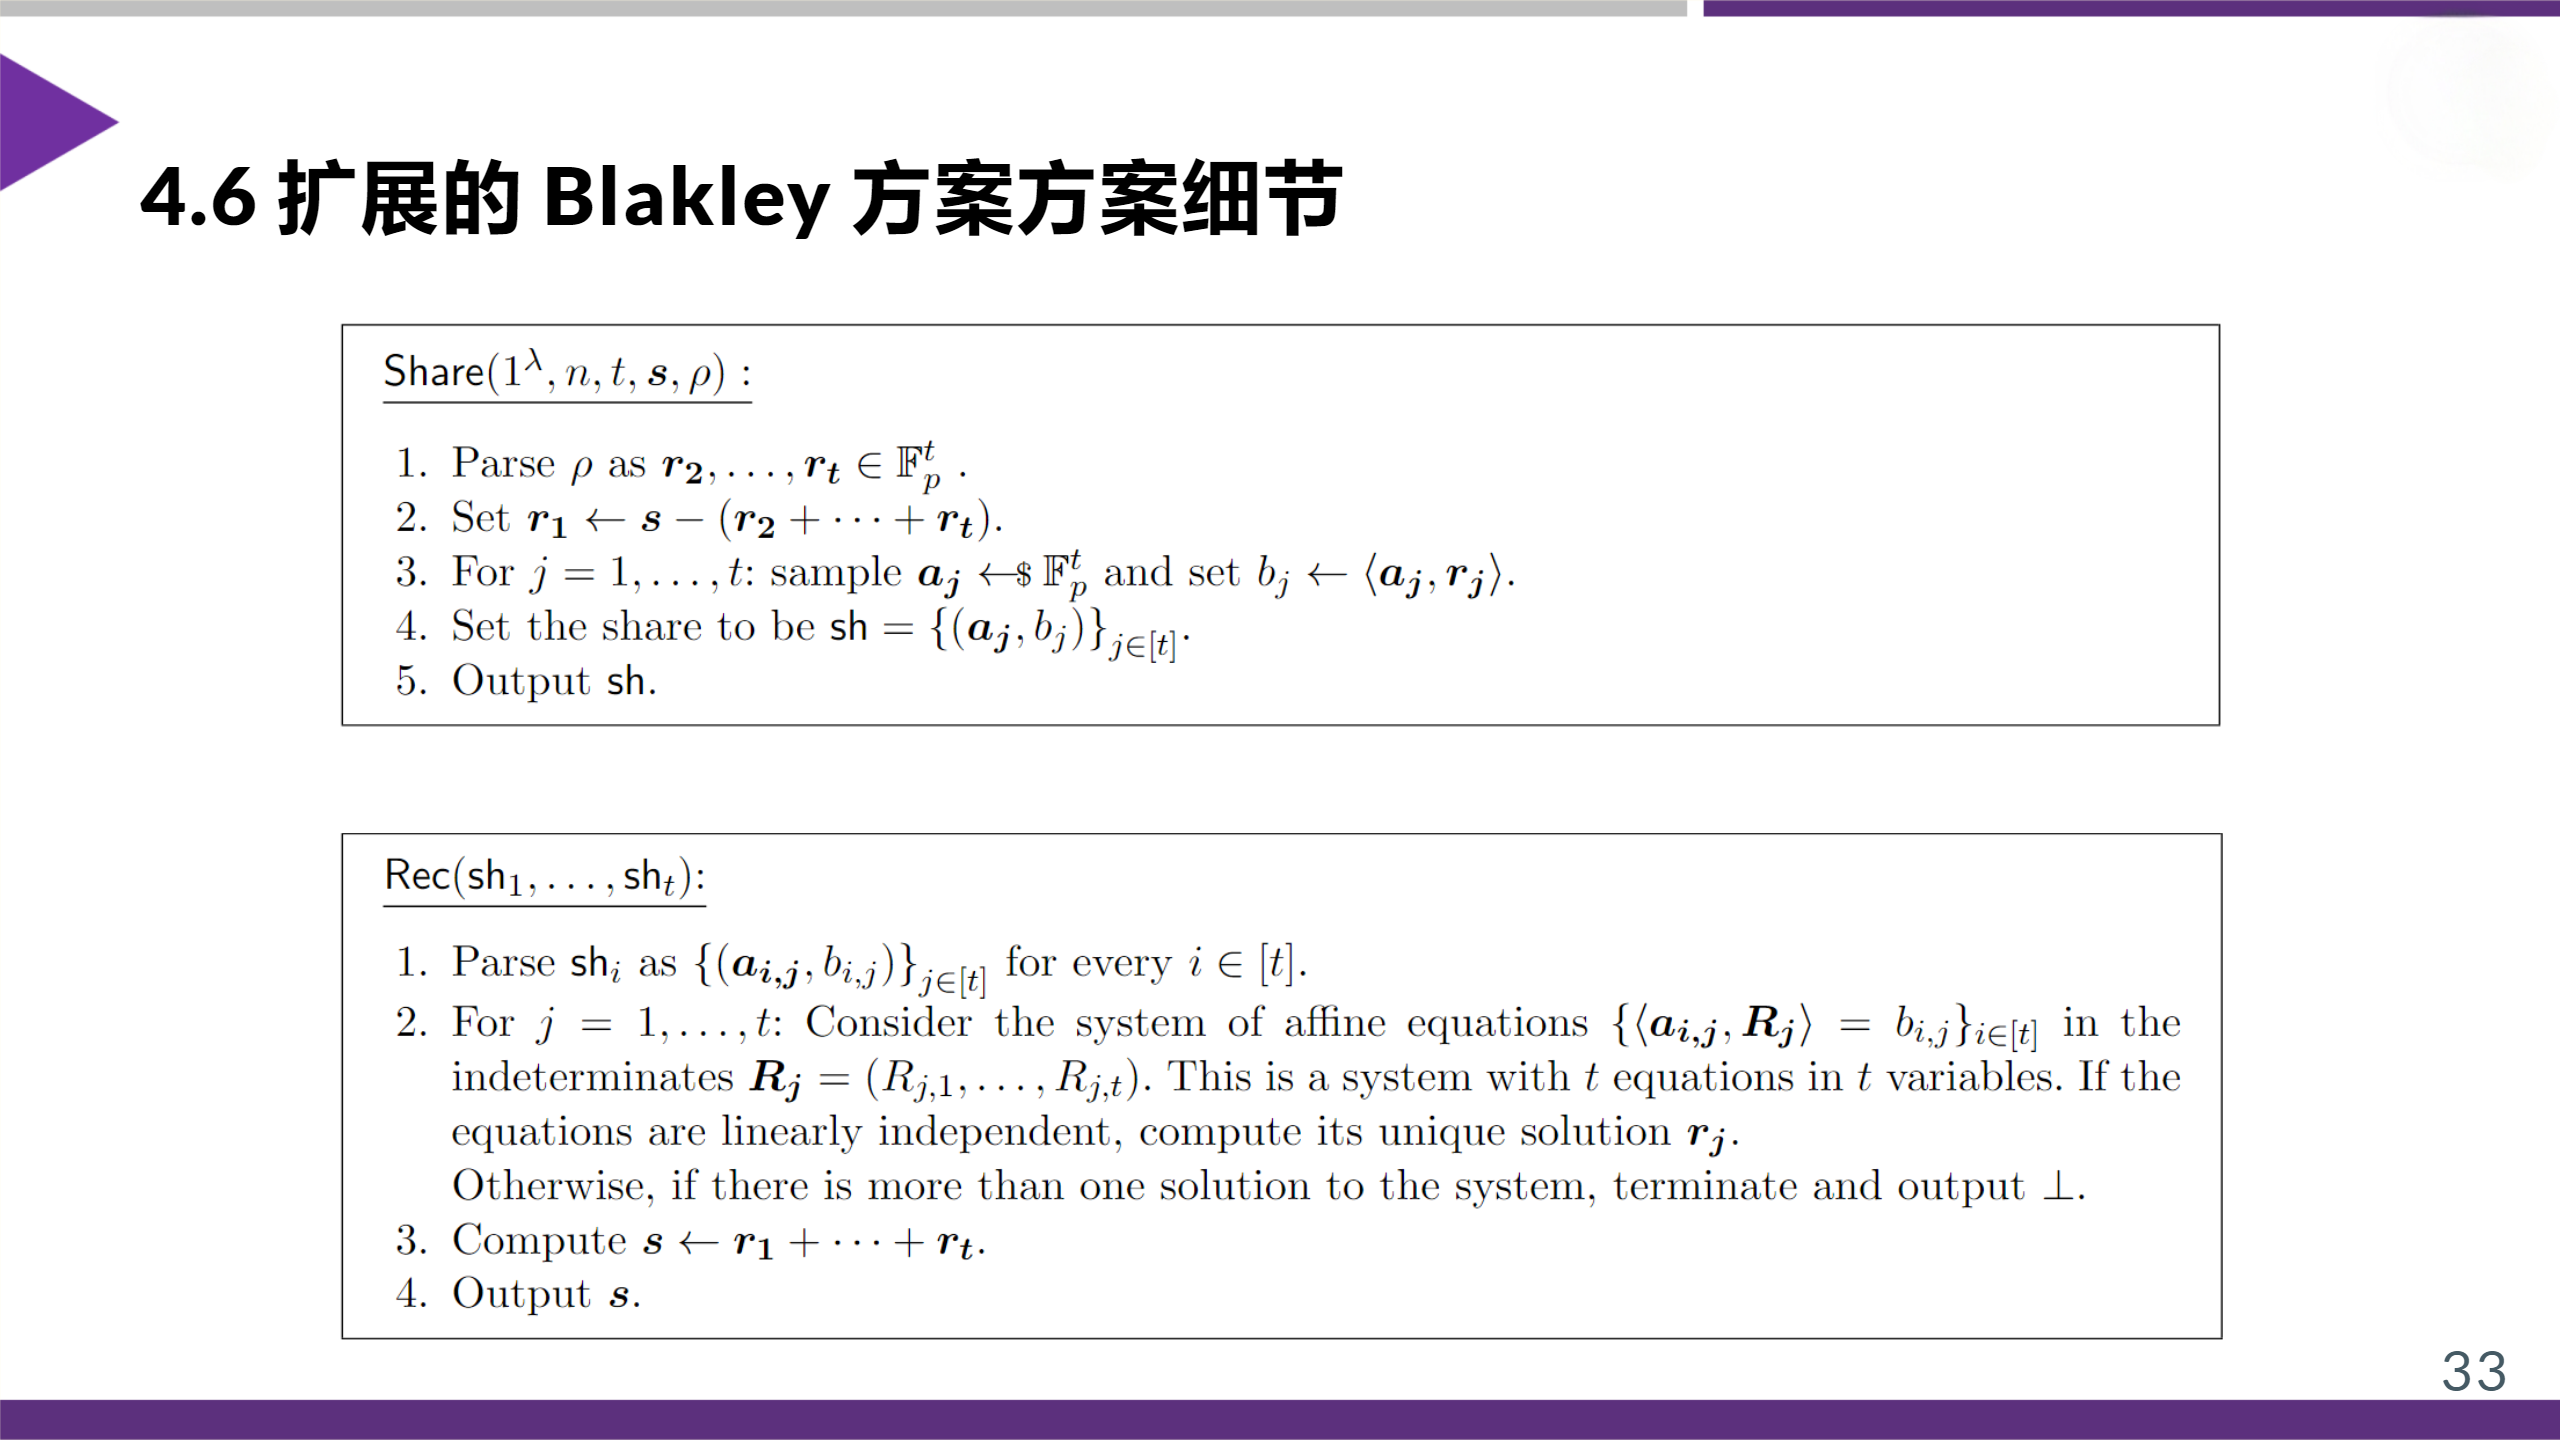 4.6 扩展的 Blakley 方案方案细节
Share(1^λ, n, t, s, ρ) :
1. Parse ρ as r₂, . . . , r_t ∈ 𝔽_p^t .
2. Set r₁ ← s − (r₂ + · · · + r_t).
3. For j = 1, . . . , t: sample a_j ←$ 𝔽_p^t and set b_j ← ⟨a_j, r_j⟩.
4. Set the share to be sh = {(a_j, b_j)}_{j∈[t]}.
5. Output sh.
Rec(sh₁, . . . , sh_t):
1. Parse sh_i as {(a_{i,j}, b_{i,j})}_{j∈[t]} for every i ∈ [t].
2. For j = 1, . . . , t: Consider the system of affine equations {⟨a_{i,j}, R_j⟩ = b_{i,j}}_{i∈[t]} in the
indeterminates R_j = (R_{j,1}, . . . , R_{j,t}). This is a system with t equations in t variables. If the
equations are linearly independent, compute its unique solution r_j.
Otherwise, if there is more than one solution to the system, terminate and output ⊥.
3. Compute s ← r₁ + · · · + r_t.
4. Output s.
33